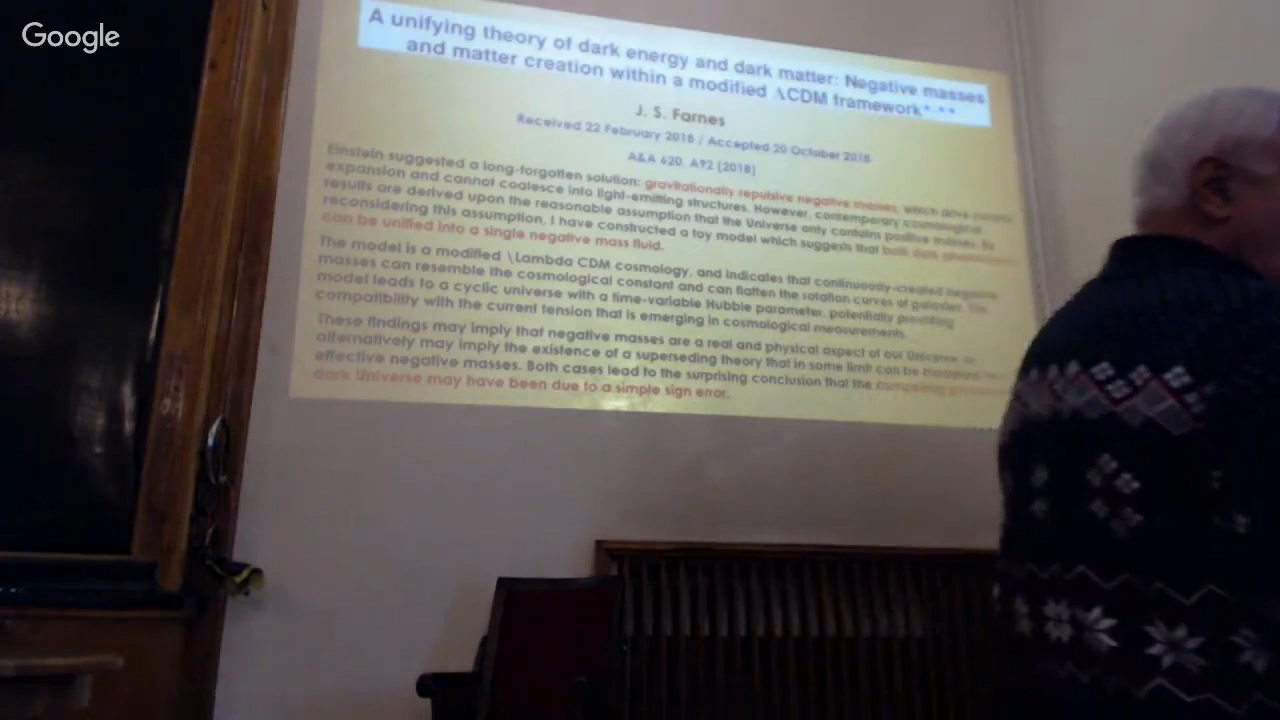 Google
A unifying theory of dark energy and dark matter: Negative masses
and matter creation within a modified ΛCDM framework*,**
J. S. Farnes
Received 22 February 2018 / Accepted 20 October 2018
A&A 620, A92 (2018)
Einstein suggested a long-forgotten solution: gravitationally repulsive negative masses, which drive
expansion and cannot coalesce into light-emitting structures. However, contemporary cosmological
results are derived upon the reasonable assumption that the Universe only contains positive masses. By
reconsidering this assumption, I have constructed a toy model which suggests that both dark phenomena
can be unified into a single negative mass fluid.
The model is a modified \Lambda CDM cosmology, and indicates that continuously-created negative
masses can resemble the cosmological constant and can flatten the rotation curves of galaxies. The
model leads to a cyclic universe with a time-variable Hubble parameter, potentially providing
compatibility with the current tension that is emerging in cosmological measurements.
These findings may imply that negative masses are a real and physical aspect of our Universe, or
alternatively may imply the existence of a superseding theory that in some limit can be
effective negative masses. Both cases lead to the surprising conclusion that the
dark Universe may have been due to a simple sign error.